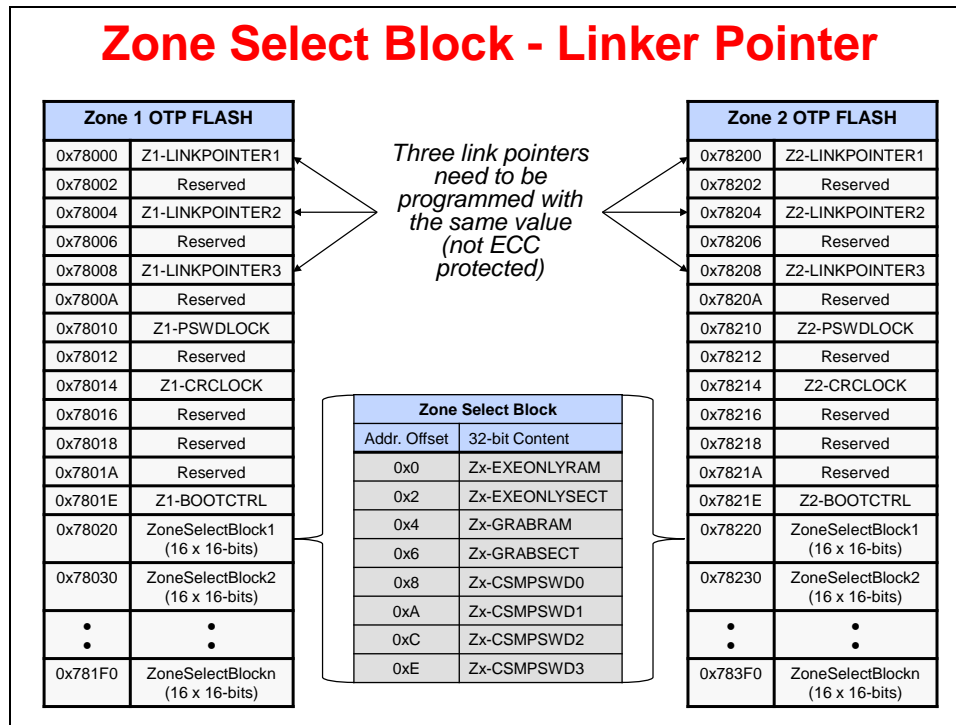 Zone Select Block - Linker Pointer
Zone 1 OTP FLASH
0x78000 Z1-LINKPOINTER1
0x78002 Reserved
0x78004 Z1-LINKPOINTER2
0x78006 Reserved
0x78008 Z1-LINKPOINTER3
0x7800A Reserved
0x78010 Z1-PSWDLOCK
0x78012 Reserved
0x78014 Z1-CRCLOCK
0x78016 Reserved
0x78018 Reserved
0x7801A Reserved
0x7801E Z1-BOOTCTRL
0x78020 ZoneSelectBlock1
(16 x 16-bits)
0x78030 ZoneSelectBlock2
(16 x 16-bits)
0x781F0 ZoneSelectBlockn
(16 x 16-bits)
Three link pointers
need to be
programmed with
the same value
(not ECC
protected)
Zone Select Block
Addr. Offset 32-bit Content
0x0 Zx-EXEONLYRAM
0x2 Zx-EXEONLYSECT
0x4 Zx-GRABRAM
0x6 Zx-GRABSECT
0x8 Zx-CSMPSWD0
0xA Zx-CSMPSWD1
0xC Zx-CSMPSWD2
0xE Zx-CSMPSWD3
Zone 2 OTP FLASH
0x78200 Z2-LINKPOINTER1
0x78202 Reserved
0x78204 Z2-LINKPOINTER2
0x78206 Reserved
0x78208 Z2-LINKPOINTER3
0x7820A Reserved
0x78210 Z2-PSWDLOCK
0x78212 Reserved
0x78214 Z2-CRCLOCK
0x78216 Reserved
0x78218 Reserved
0x7821A Reserved
0x7821E Z2-BOOTCTRL
0x78220 ZoneSelectBlock1
(16 x 16-bits)
0x78230 ZoneSelectBlock2
(16 x 16-bits)
0x783F0 ZoneSelectBlockn
(16 x 16-bits)